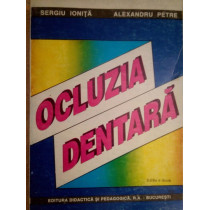 SERGIU IONIȚĂ ALEXANDRU PETRE
OCLUZIA
DENTARĂ
EDITURA DIDACTICĂ ȘI PEDAGOGICĂ, R.A. - BUCUREȘTI